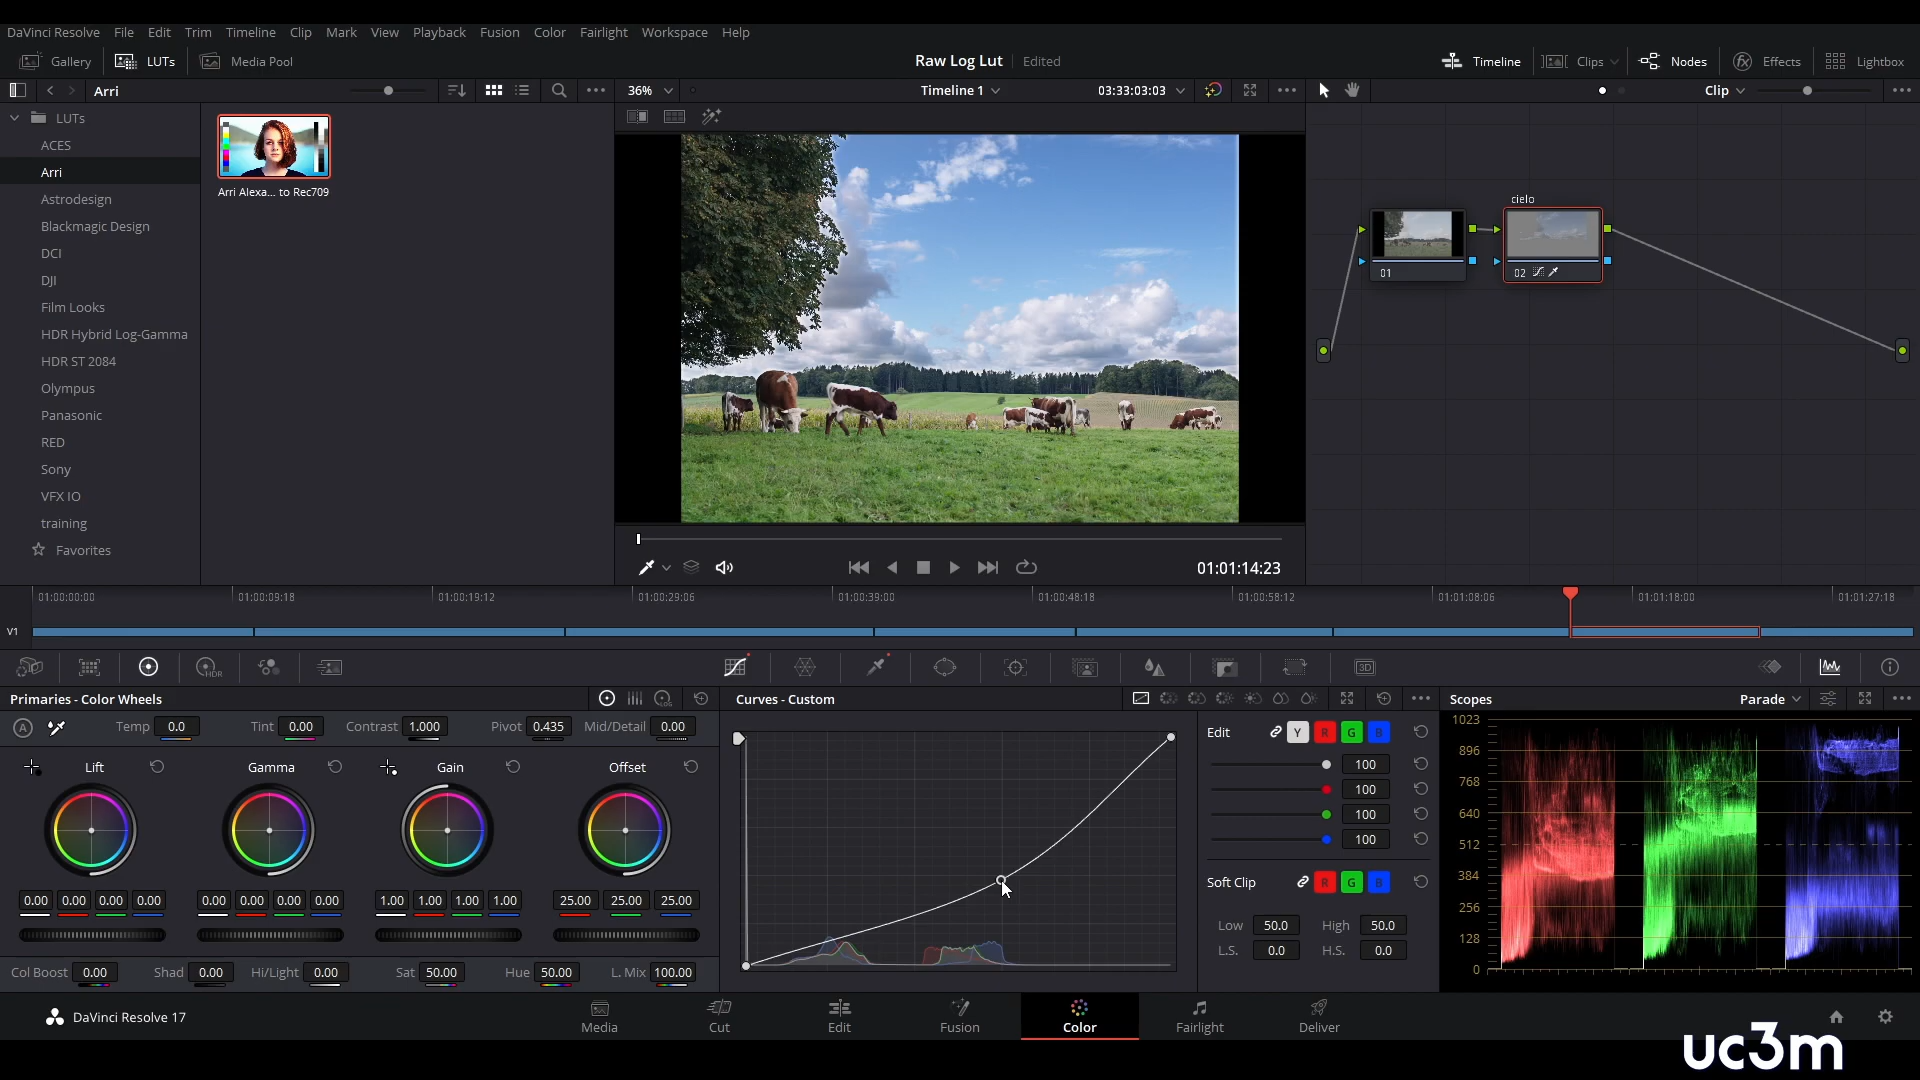 DaVinci Resolve File Edit Trim Timeline Clip Mark View Playback Fusion Color Fairlight Workspace Help
Gallery LUTs Media Pool Raw Log Lut Edited Timeline Clips Nodes Effects Lightbox
Arri 36% Timeline 1 03:33:03:03 Clip
LUTs
ACES
Arri
Astrodesign
Blackmagic Design
DCI
DJI
Film Looks
HDR Hybrid Log-Gamma
HDR ST 2084
Olympus
Panasonic
RED
Sony
VFX IO
training
Favorites
Arri Alexa... to Rec709
cielo
01 02
01:01:14:23
01:00:00:00 01:00:09:18 01:00:19:12 01:00:29:06 01:00:39:00 01:00:48:18 01:00:58:12 01:01:08:06 01:01:18:00 01:01:27:18
V1
HDR 3D
Primaries - Color Wheels LOG
A Temp 0.0 Tint 0.00 Contrast 1.000 Pivot 0.435 Mid/Detail 0.00
Lift Gamma Gain Offset
0.00 0.00 0.00 0.00 0.00 0.00 0.00 0.00 1.00 1.00 1.00 1.00 25.00 25.00 25.00
Col Boost 0.00 Shad 0.00 Hi/Light 0.00 Sat 50.00 Hue 50.00 L. Mix 100.00
Curves - Custom
Edit Y R G B
100
100
100
100
Soft Clip R G B
Low 50.0 High 50.0
L.S. 0.0 H.S. 0.0
Scopes Parade
1023
896
768
640
512
384
256
128
0
DaVinci Resolve 17
Media Cut Edit Fusion Color Fairlight Deliver
uc3m